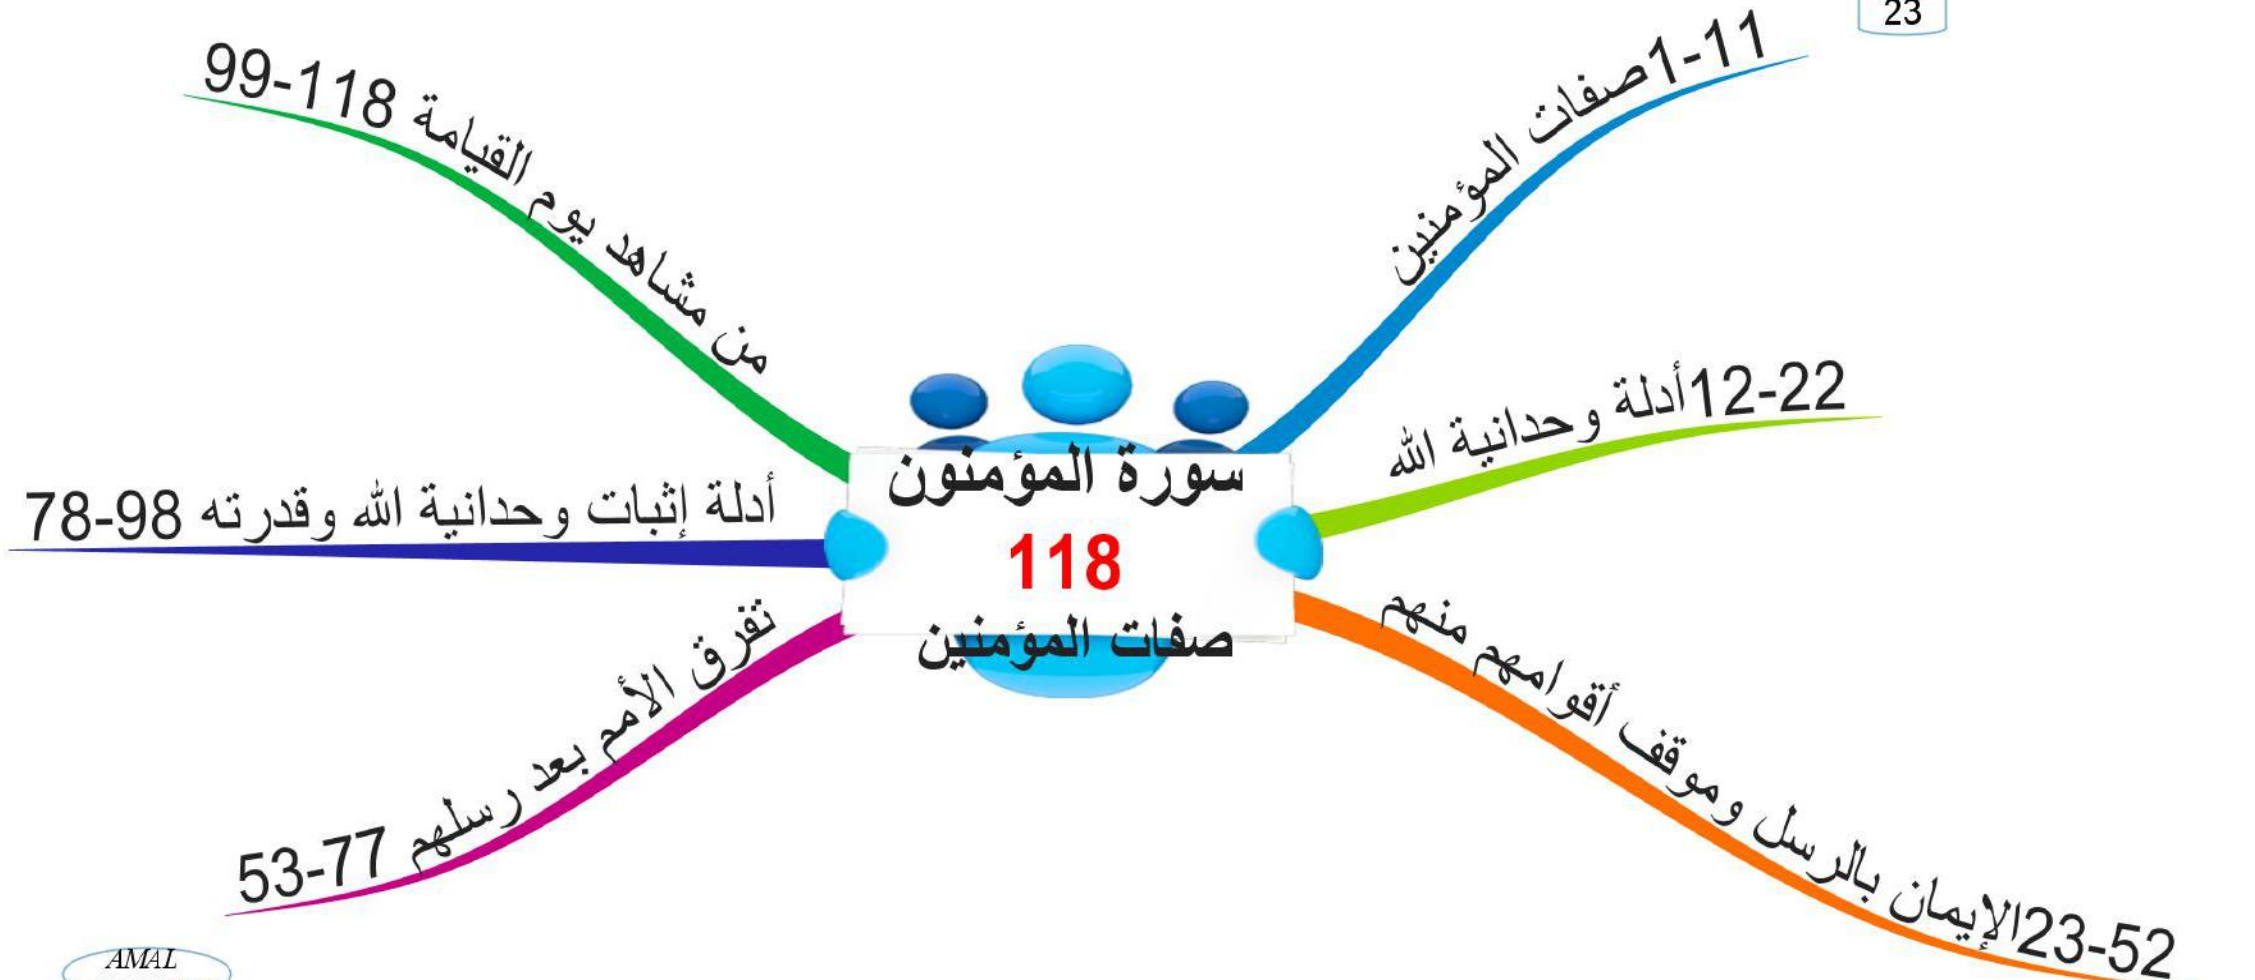 23
سورة المؤمنون
118
صفات المؤمنين
1-11صفات المؤمنين
12-22أدلة وحدانية الله
23-52الإيمان بالرسل وموقف أقوامهم منهم
تفرق الأمم بعد رسلهم 53-77
أدلة إثبات وحدانية الله وقدرته 78-98
من مشاهد يوم القيامة 99-118
AMAL